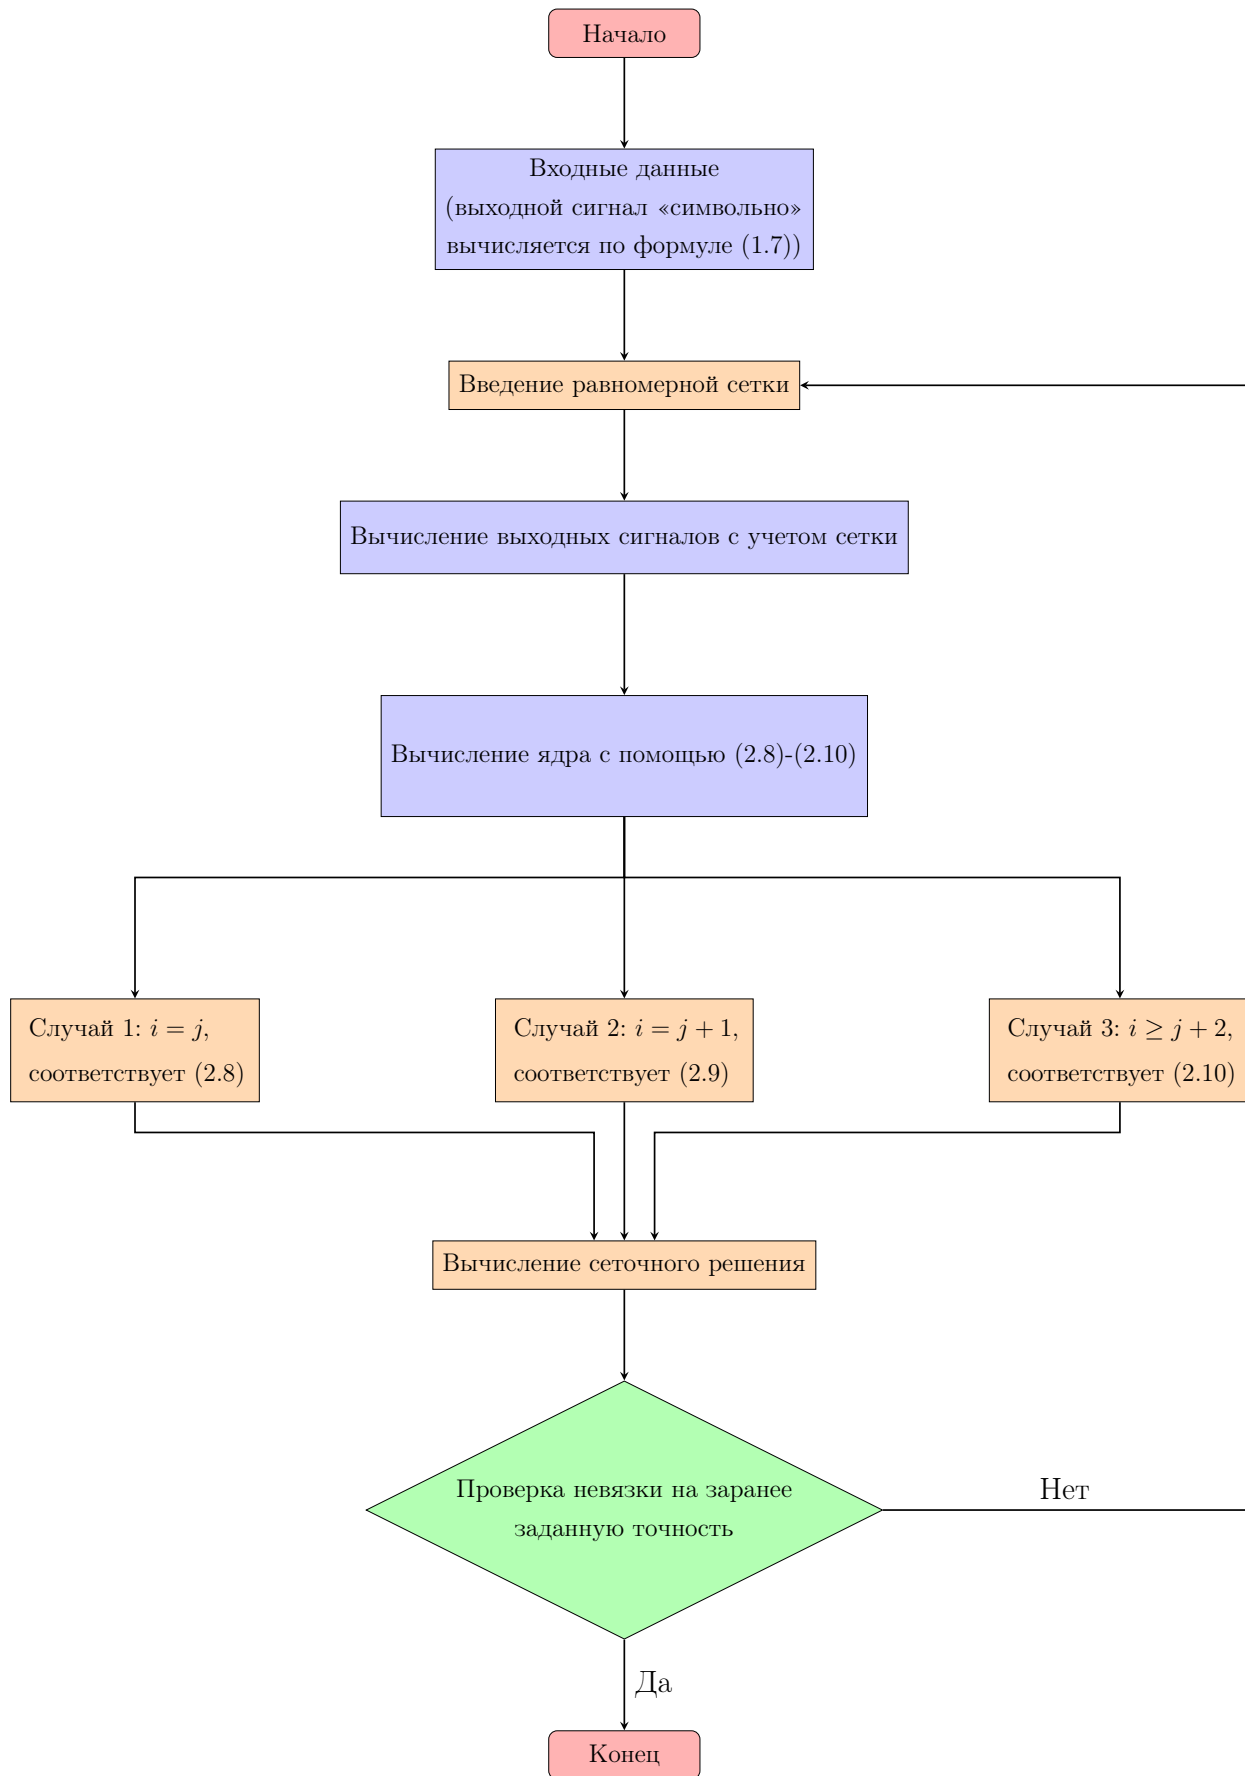 Начало
Входные данные
(выходной сигнал «символьно»
вычисляется по формуле (1.7))
Введение равномерной сетки
Вычисление выходных сигналов с учетом сетки
Вычисление ядра с помощью (2.8)-(2.10)
Случай 1: i = j,
соответствует (2.8)
Случай 2: i = j + 1,
соответствует (2.9)
Случай 3: i ≥ j + 2,
соответствует (2.10)
Вычисление сеточного решения
Проверка невязки на заранее
заданную точность
Нет
Да
Конец